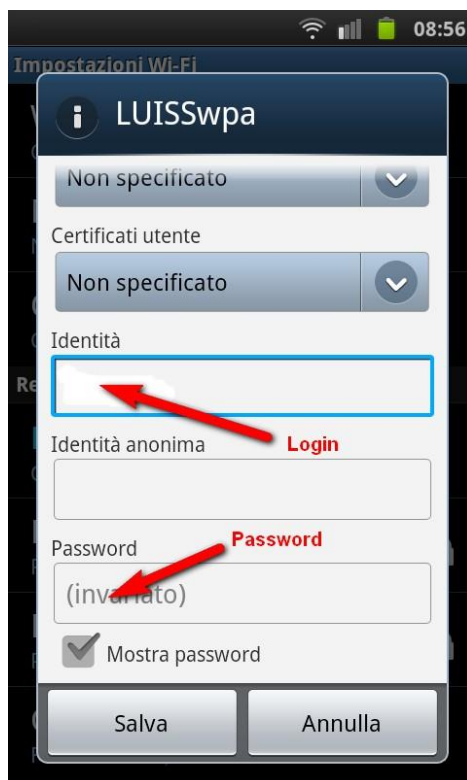 08:56
Impostazioni Wi-Fi
LUISSwpa
Non specificato
Certificati utente
Non specificato
Identità
Login
Identità anonima
Password
Password
(invariato)
Mostra password
Salva
Annulla